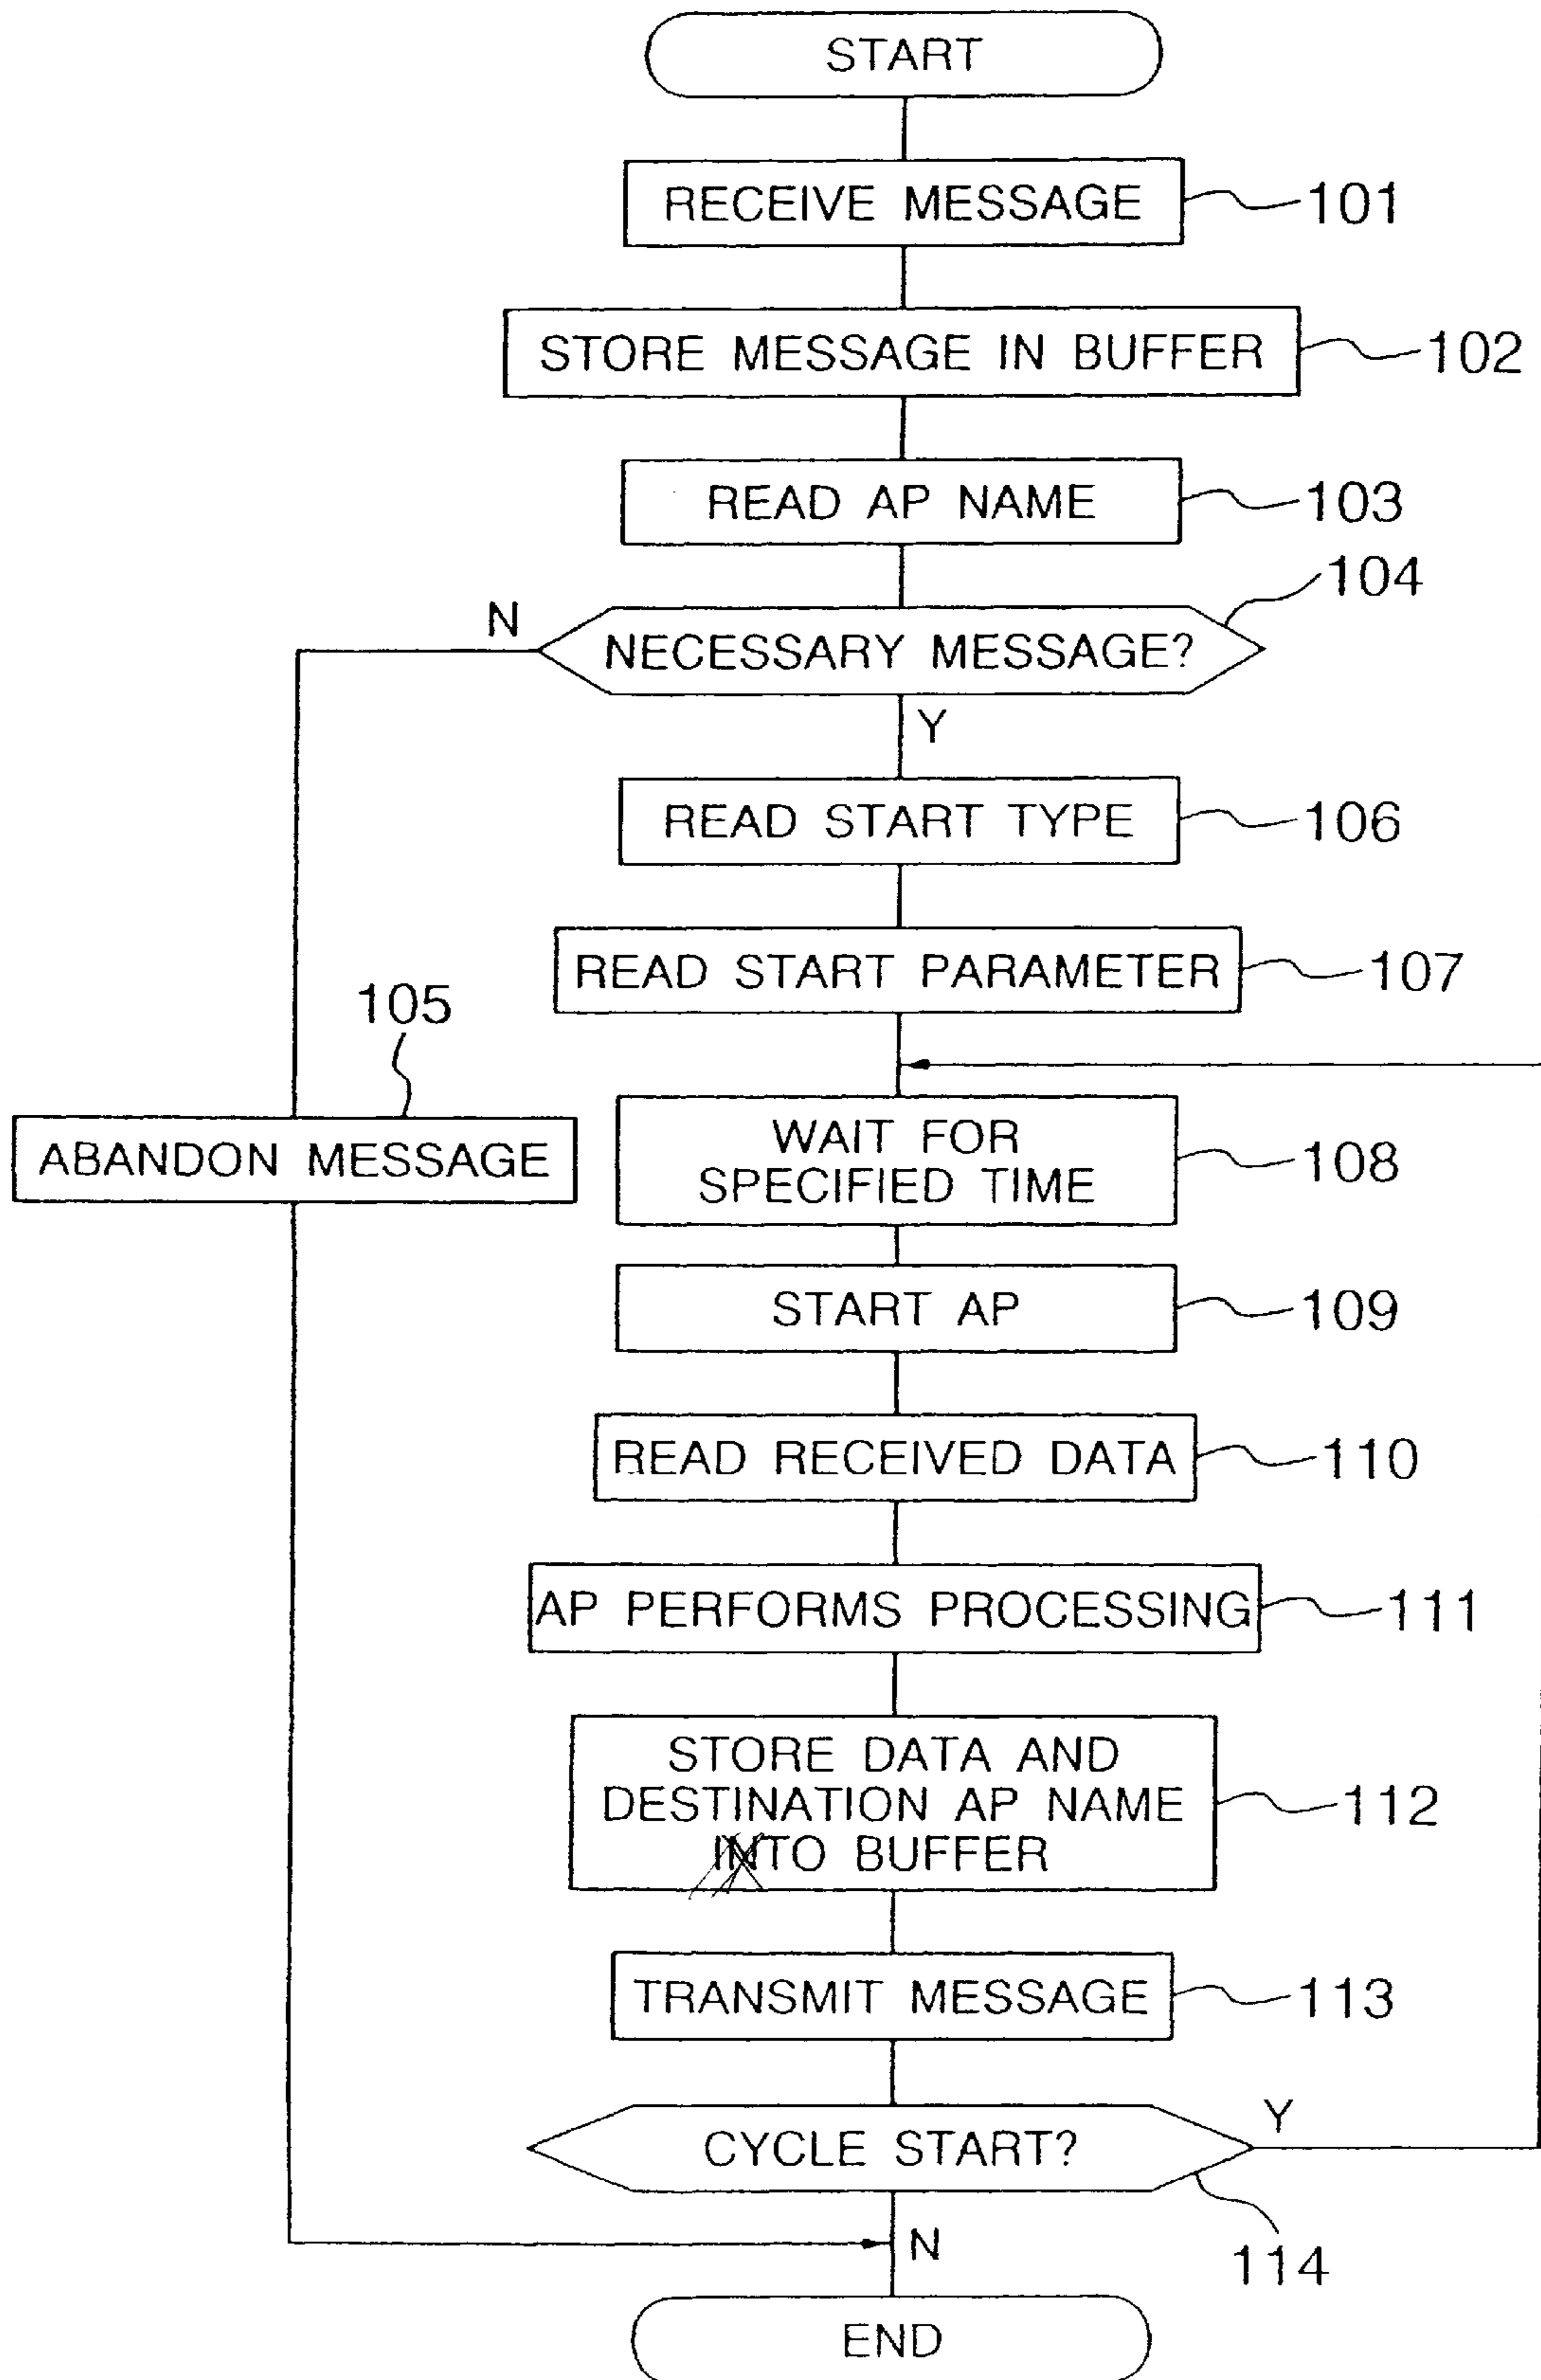 START
RECEIVE MESSAGE
101
STORE MESSAGE IN BUFFER
102
READ AP NAME
103
104
N
NECESSARY MESSAGE?
Y
READ START TYPE
106
READ START PARAMETER
107
105
ABANDON MESSAGE
WAIT FOR
SPECIFIED TIME
108
START AP
109
READ RECEIVED DATA
110
AP PERFORMS PROCESSING
111
STORE DATA AND
DESTINATION AP NAME
INTO BUFFER
112
TRANSMIT MESSAGE
113
CYCLE START?
Y
N
114
END